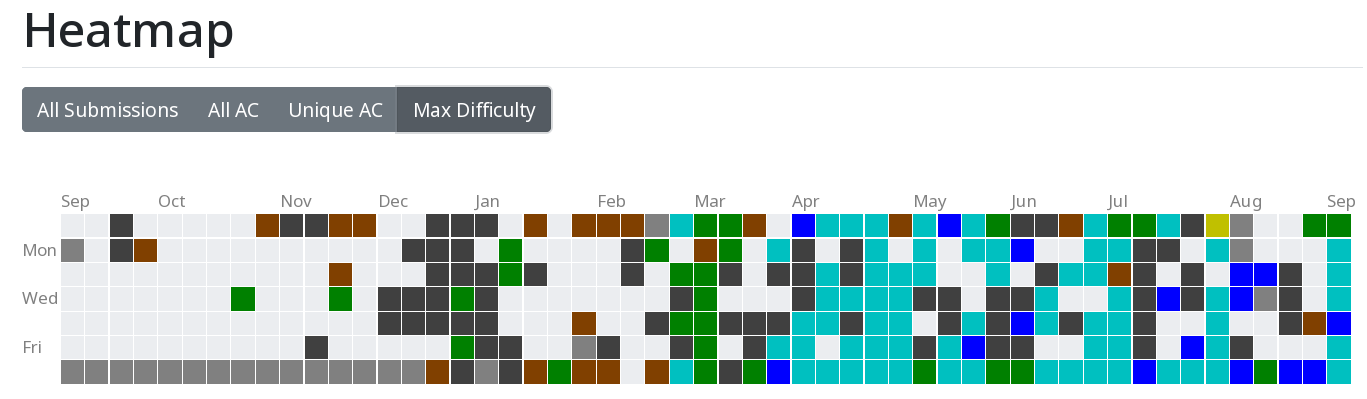 Heatmap
All Submissions All AC Unique AC Max Difficulty
Sep Oct Nov Dec Jan Feb Mar Apr May Jun Jul Aug Sep
Mon
Wed
Fri